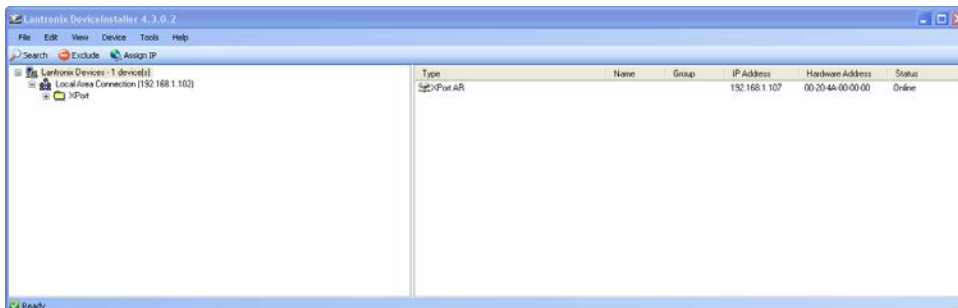 Lantronix DeviceInstaller 4.3.0.2
File Edit View Device Tools Help
Search Exclude Assign IP
Lantronix Devices - 1 device(s)
Local Area Connection (192.168.1.102)
XPort
Type Name Group IP Address Hardware Address Status
XPort AR 192.168.1.107 00-20-4A-00-00-00 Online
Ready